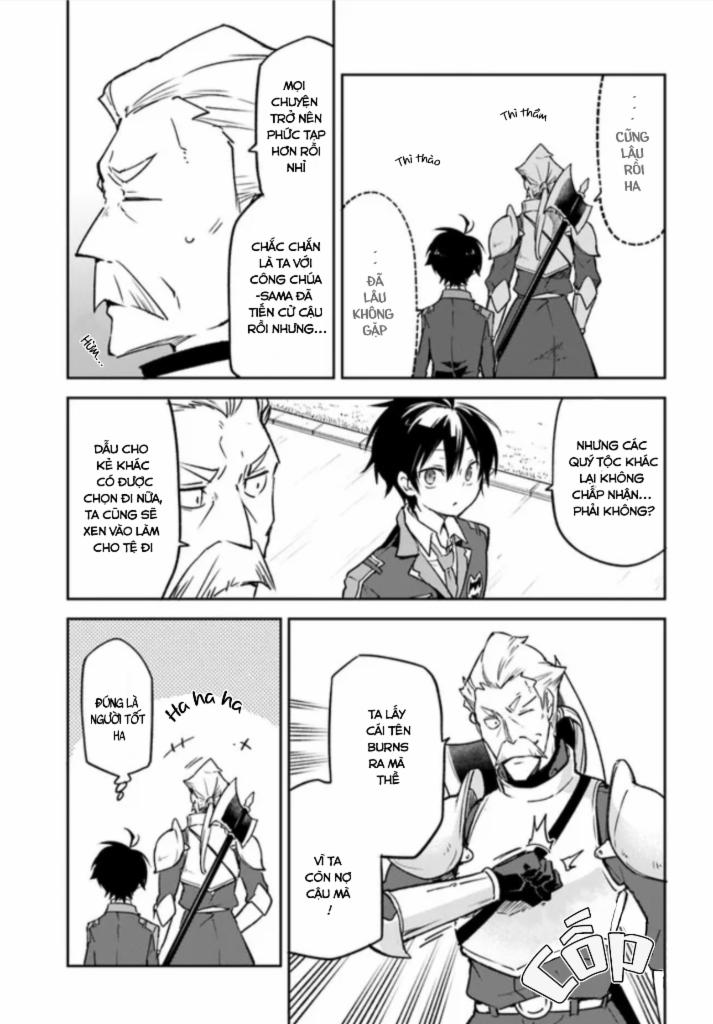 Thì thầm
. . .
CŨNG
LÂU
RỒI
HA
Thì thào
. . .
ĐÃ
LÂU
KHÔNG
GẶP
MỌI
CHUYỆN
TRỞ NÊN
PHỨC TẠP
HƠN RỒI
NHỈ
CHẮC CHẮN
LÀ TA VỚI
CÔNG CHÚA
-SAMA ĐÃ
TIẾN CỬ CẬU
RỒI NHƯNG...
Hừm...
NHƯNG CÁC
QUÝ TỘC KHÁC
LẠI KHÔNG
CHẤP NHẬN...
PHẢI KHÔNG?
DẪU CHO
KẺ KHÁC
CÓ ĐƯỢC
CHỌN ĐI NỮA,
TA CŨNG SẼ
XEN VÀO LÀM
CHO TỆ ĐI
TA LẤY
CÁI TÊN
BURNS
RA MÀ
THỀ
VÌ TA
CÒN NỢ
CẬU MÀ
!
CỐP
Ha ha ha
ĐÚNG LÀ
NGƯỜI TỐT
HA